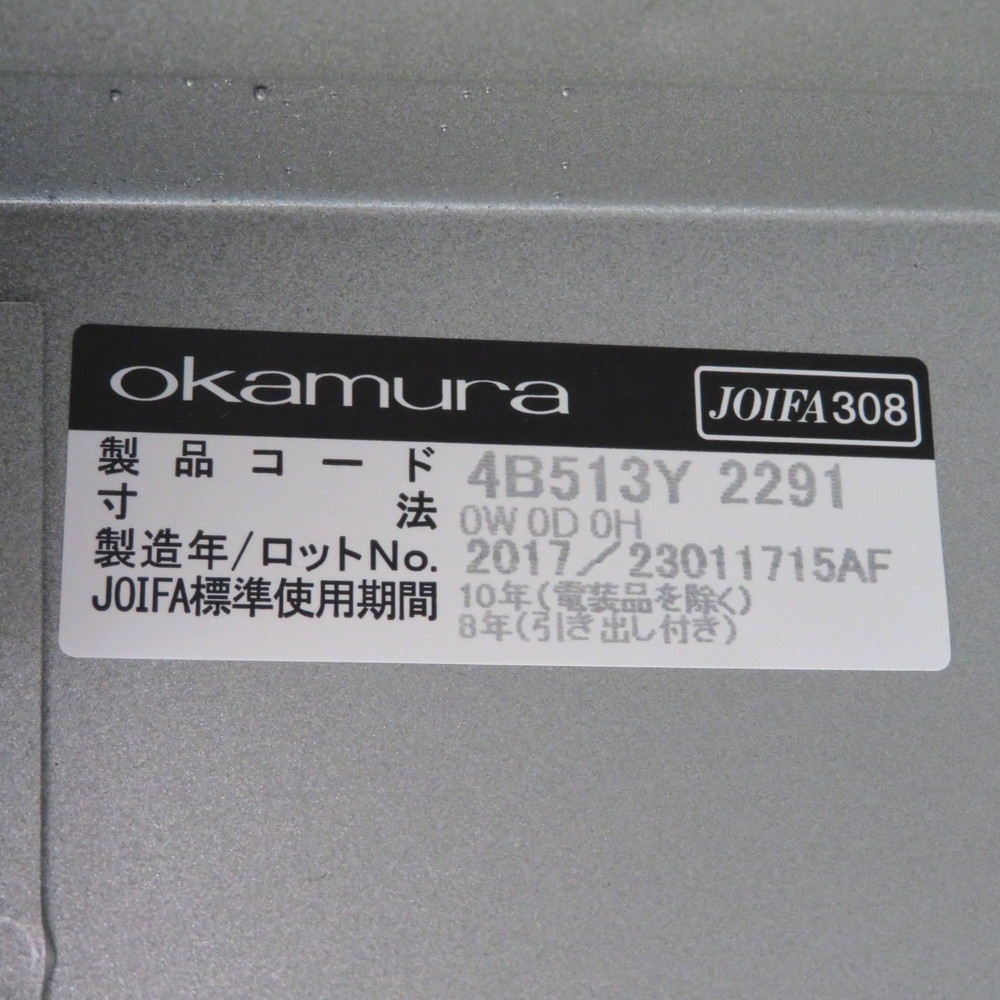 okamura JOIFA308
製品コード 4B513Y 2291
寸法 0W 0D 0H
製造年/ロットNo. 2017/23011715AF
JOIFA標準使用期間 10年(電装品を除く)
8年(引き出し付き)